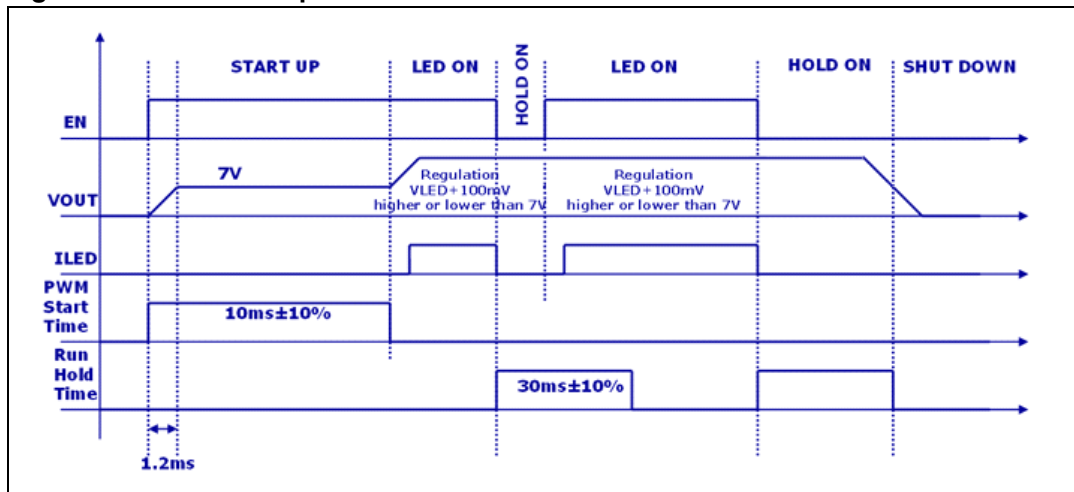 START UP
LED ON
HOLD ON
LED ON
HOLD ON
SHUT DOWN
EN
7V
VOUT
Regulation
VLED+100mV
higher or lower than 7V
Regulation
VLED+100mV
higher or lower than 7V
ILED
PWM
Start
Time
10ms±10%
Run
Hold
Time
30ms±10%
1.2ms